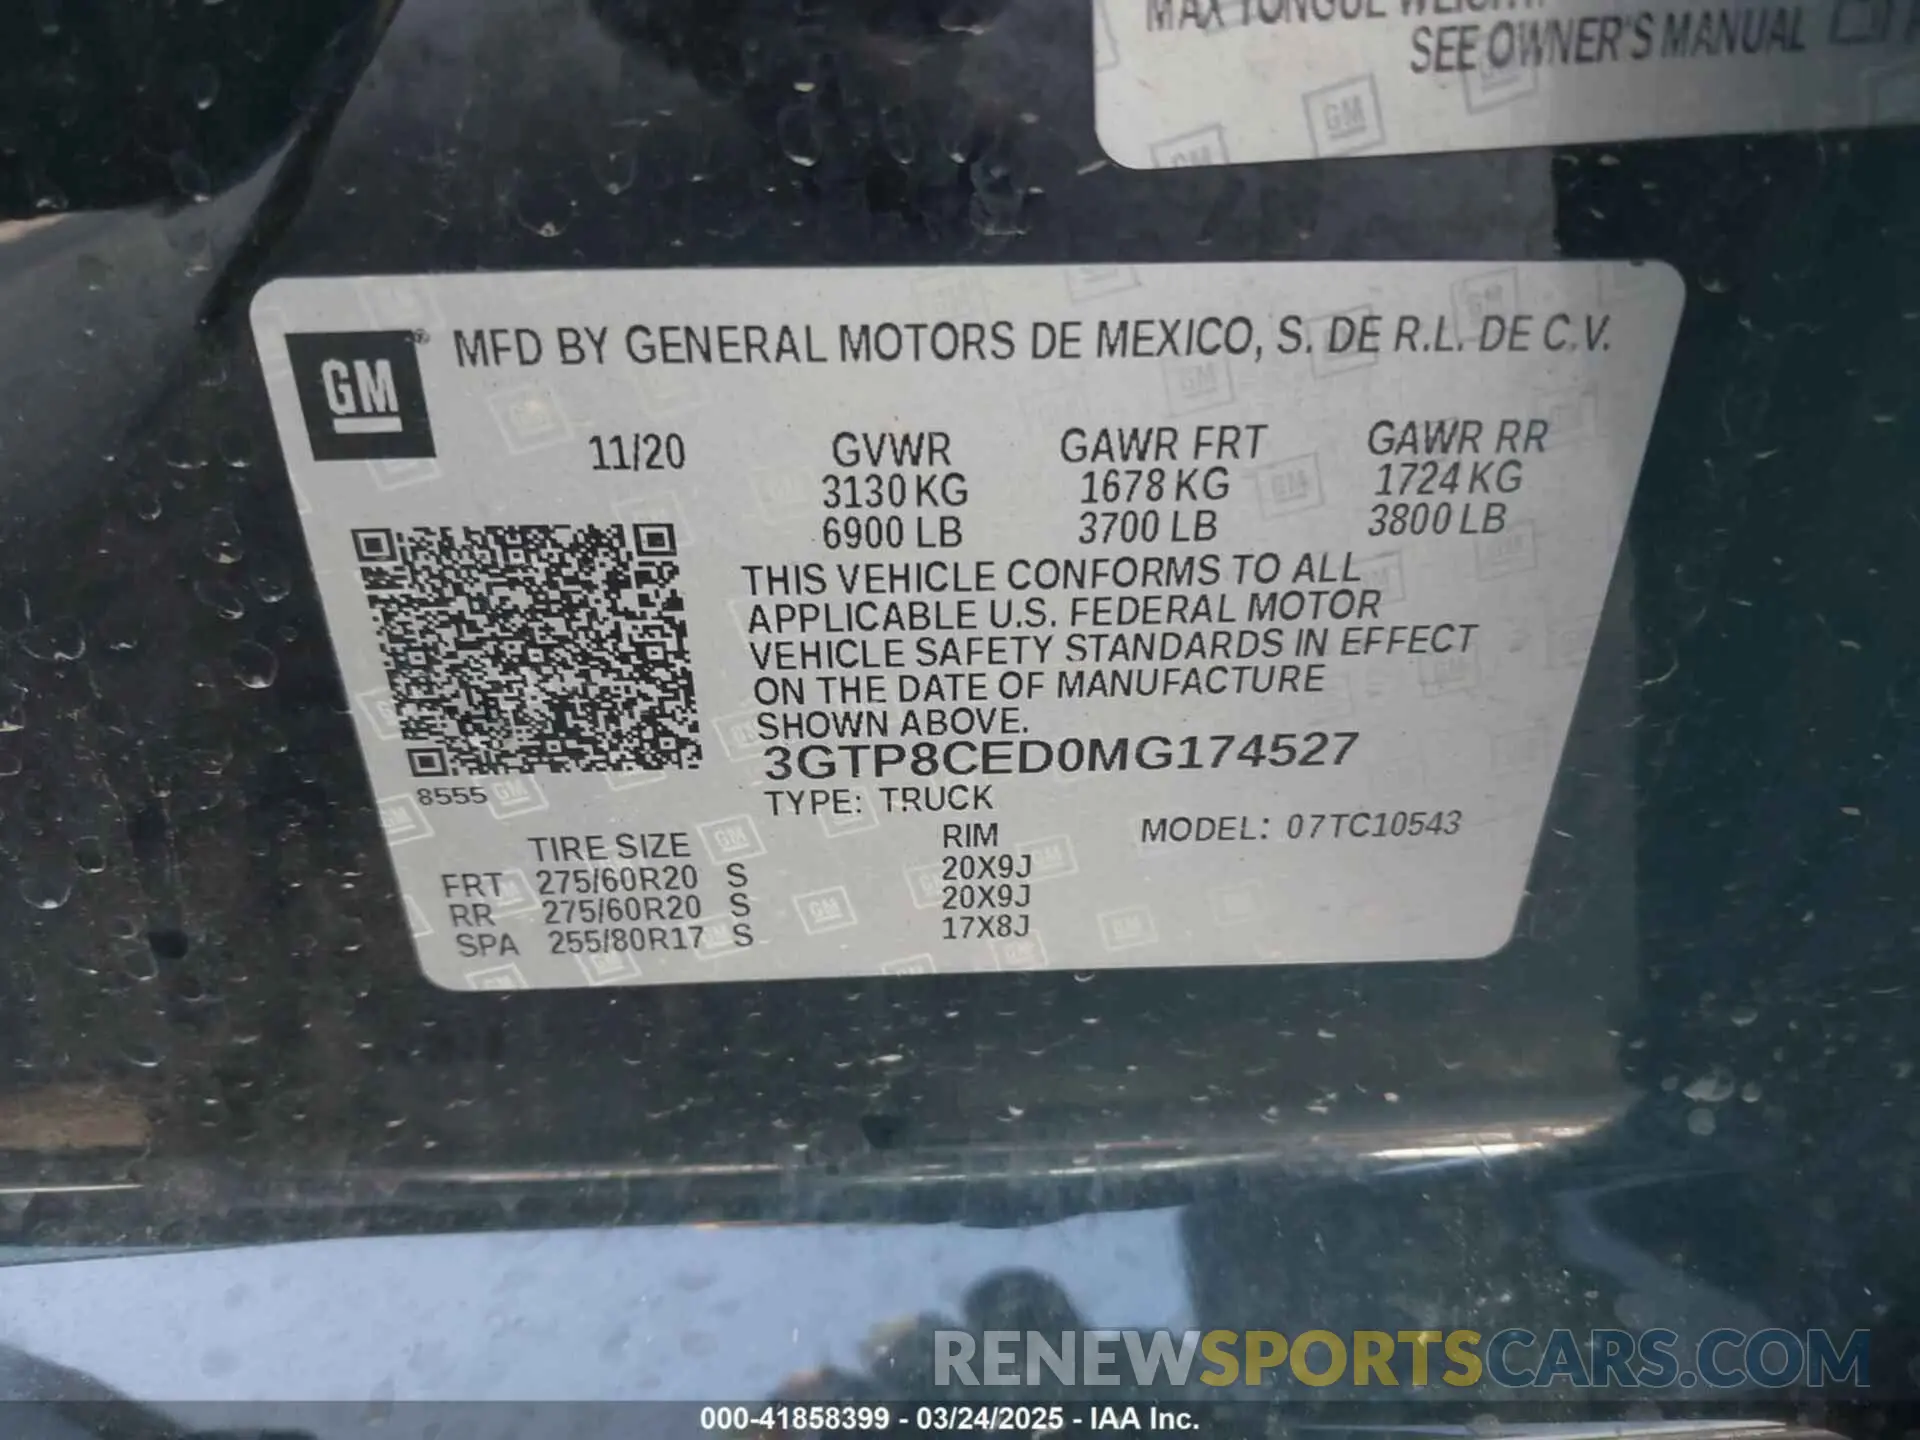 MAX TONGUE WEIGHT
SEE OWNER'S MANUAL
GM
® MFD BY GENERAL MOTORS DE MEXICO, S. DE R.L. DE C.V.
11/20 GVWR GAWR FRT GAWR RR
3130 KG 1678 KG 1724 KG
6900 LB 3700 LB 3800 LB
THIS VEHICLE CONFORMS TO ALL
APPLICABLE U.S. FEDERAL MOTOR
VEHICLE SAFETY STANDARDS IN EFFECT
ON THE DATE OF MANUFACTURE
SHOWN ABOVE.
3GTP8CED0MG174527
8555 TYPE: TRUCK
TIRE SIZE RIM MODEL: 07TC10543
FRT 275/60R20 S 20X9J
RR 275/60R20 S 20X9J
SPA 255/80R17 S 17X8J
RENEWSPORTSCARS.COM
000-41858399 - 03/24/2025 - IAA Inc.